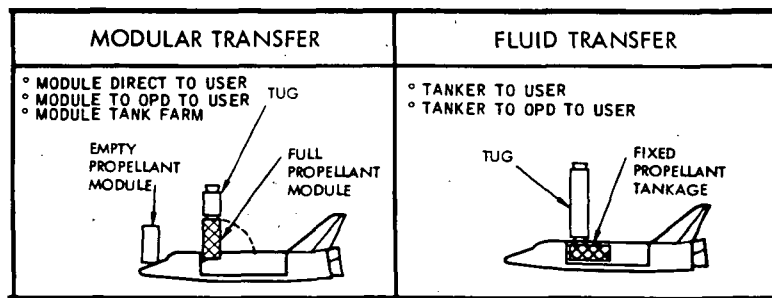 MODULAR TRANSFER
° MODULE DIRECT TO USER
° MODULE TO OPD TO USER
° MODULE TANK FARM
TUG
EMPTY
PROPELLANT
MODULE
FULL
PROPELLANT
MODULE
FLUID TRANSFER
° TANKER TO USER
° TANKER TO OPD TO USER
TUG
FIXED
PROPELLANT
TANKAGE